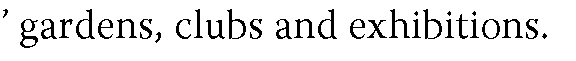 ’ gardens, clubs and exhibitions.